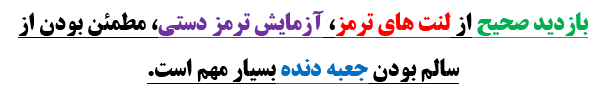 بازدید صحیح از لنت های ترمز، آزمایش ترمز دستی، مطمئن بودن از
سالم بودن جعبه دنده بسیار مهم است.